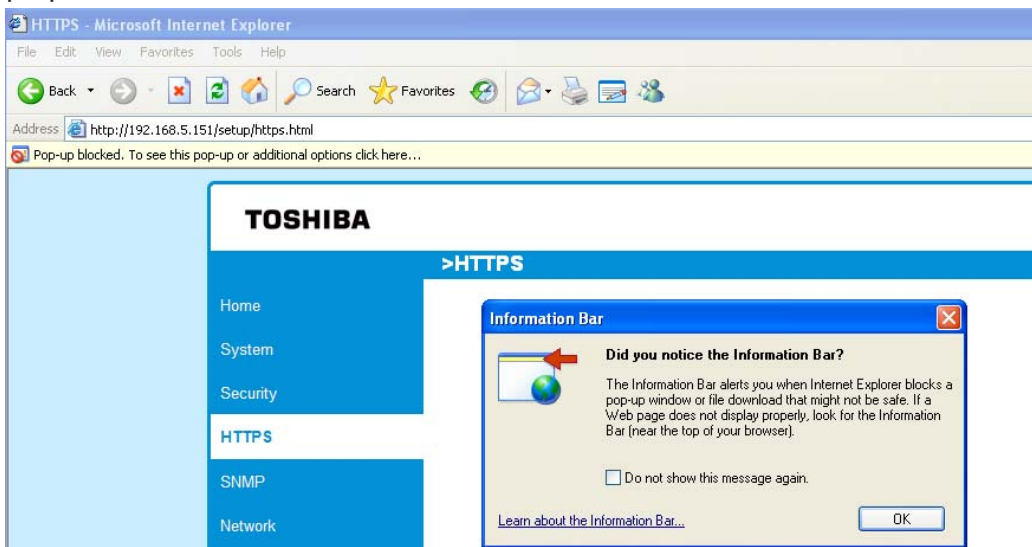 HTTPS - Microsoft Internet Explorer
File Edit View Favorites Tools Help
Back Search Favorites
Address http://192.168.5.151/setup/https.html
Pop-up blocked. To see this pop-up or additional options click here...
TOSHIBA
>HTTPS
Home
System
Security
HTTPS
SNMP
Network
Information Bar
Did you notice the Information Bar?
The Information Bar alerts you when Internet Explorer blocks a
pop-up window or file download that might not be safe. If a
Web page does not display properly, look for the Information
Bar (near the top of your browser).
Do not show this message again.
Learn about the Information Bar... OK